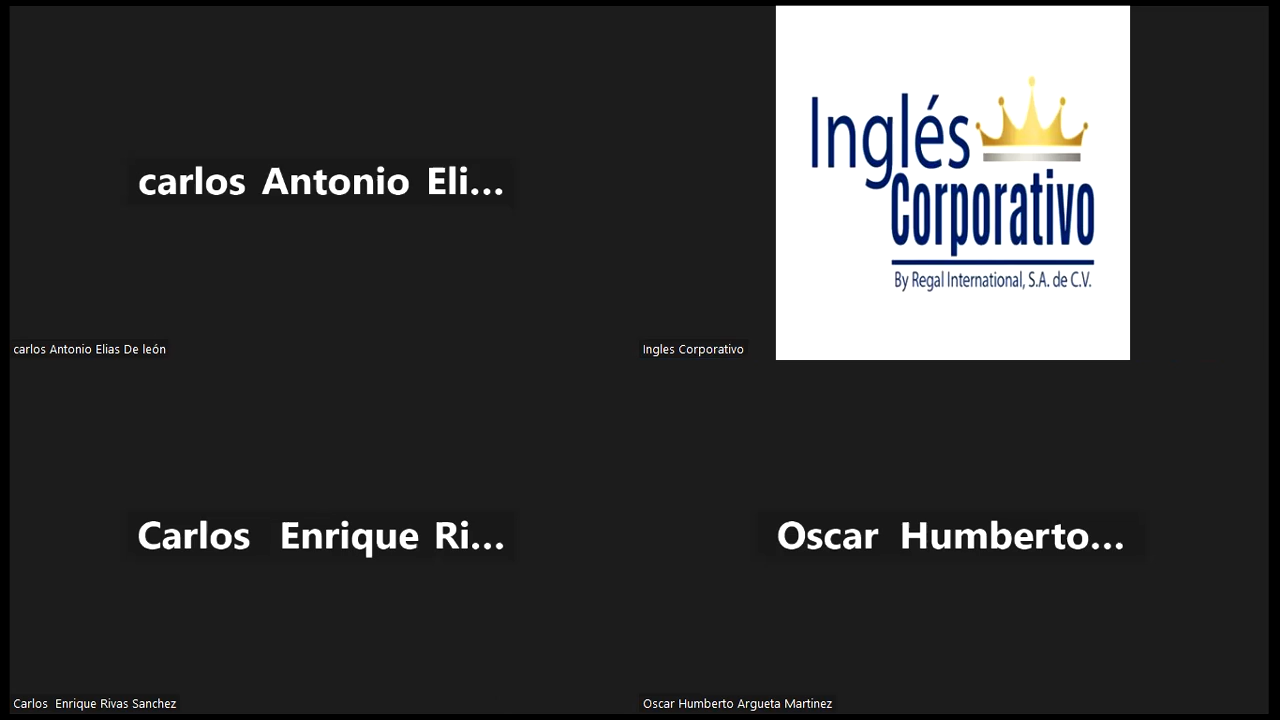 carlos Antonio Eli...
carlos Antonio Elias De león
Inglés
Corporativo
By Regal International, S.A. de C.V.
Ingles Corporativo
Carlos Enrique Ri...
Carlos Enrique Rivas Sanchez
Oscar Humberto...
Oscar Humberto Argueta Martinez